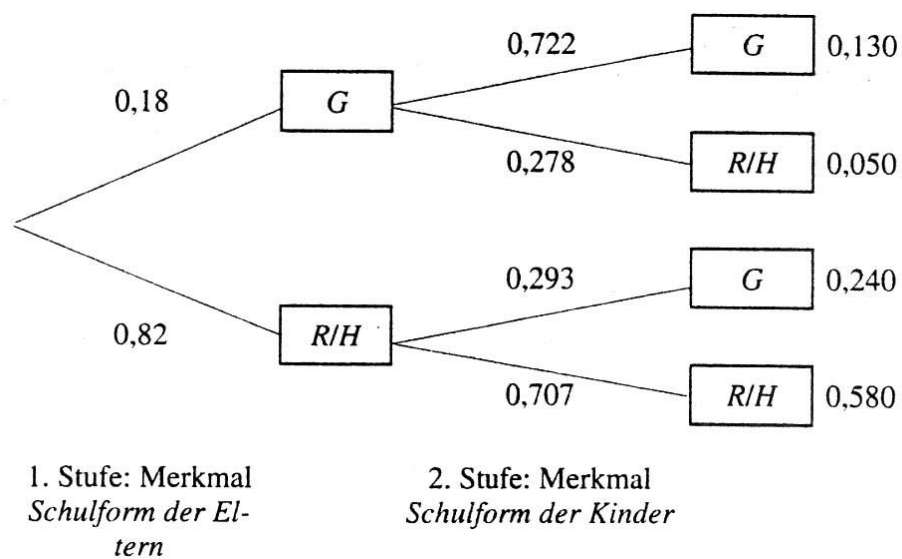 0,722
G 0,130
0,18
G
0,278
R/H 0,050
0,293
G 0,240
0,82
R/H
0,707
R/H 0,580
1. Stufe: Merkmal
Schulform der El-
tern
2. Stufe: Merkmal
Schulform der Kinder